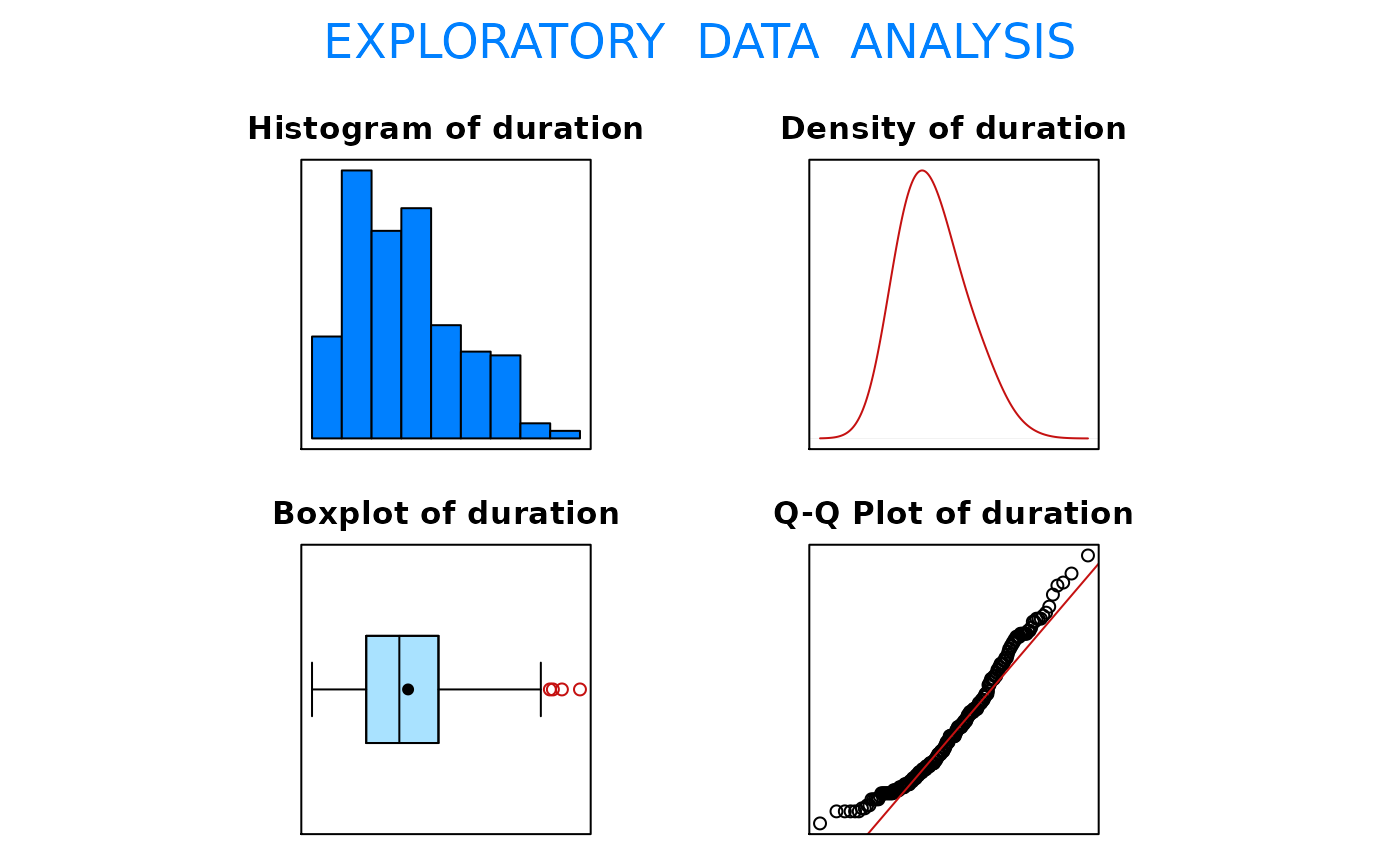 EXPLORATORY DATA ANALYSIS
Histogram of duration
Density of duration
Boxplot of duration
Q-Q Plot of duration